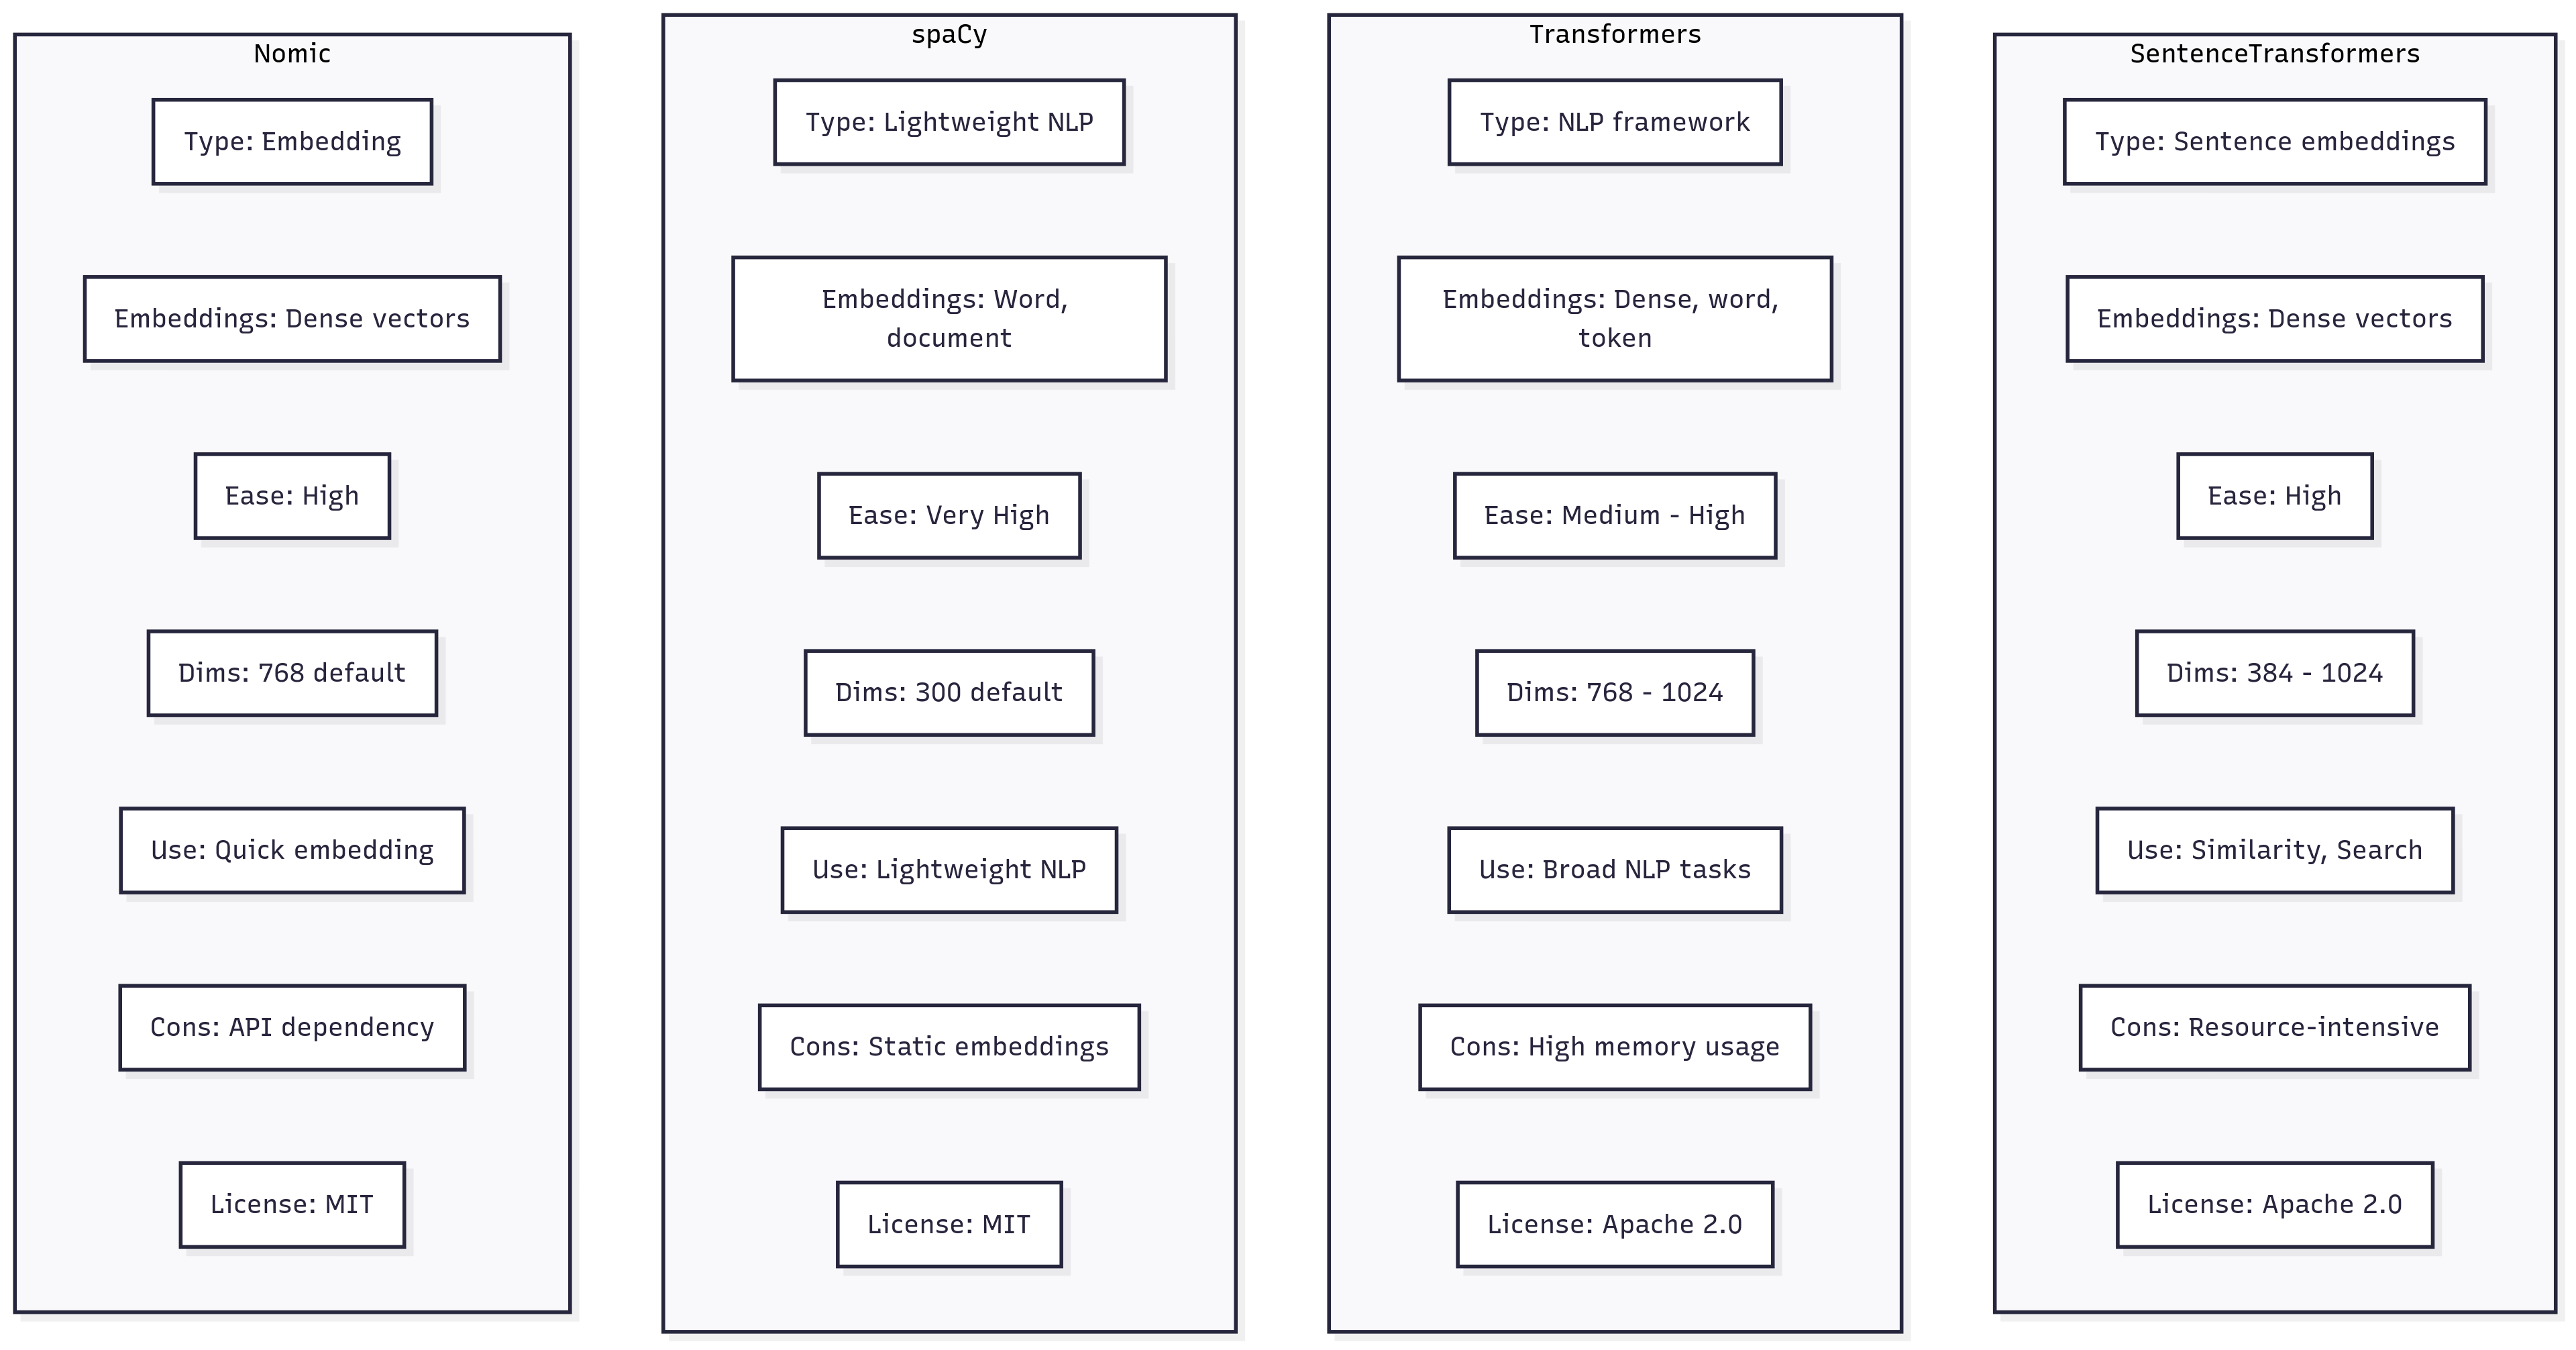 Nomic
Type: Embedding
Embeddings: Dense vectors
Ease: High
Dims: 768 default
Use: Quick embedding
Cons: API dependency
License: MIT
spaCy
Type: Lightweight NLP
Embeddings: Word,
document
Ease: Very High
Dims: 300 default
Use: Lightweight NLP
Cons: Static embeddings
License: MIT
Transformers
Type: NLP framework
Embeddings: Dense, word,
token
Ease: Medium - High
Dims: 768 - 1024
Use: Broad NLP tasks
Cons: High memory usage
License: Apache 2.0
SentenceTransformers
Type: Sentence embeddings
Embeddings: Dense vectors
Ease: High
Dims: 384 - 1024
Use: Similarity, Search
Cons: Resource-intensive
License: Apache 2.0